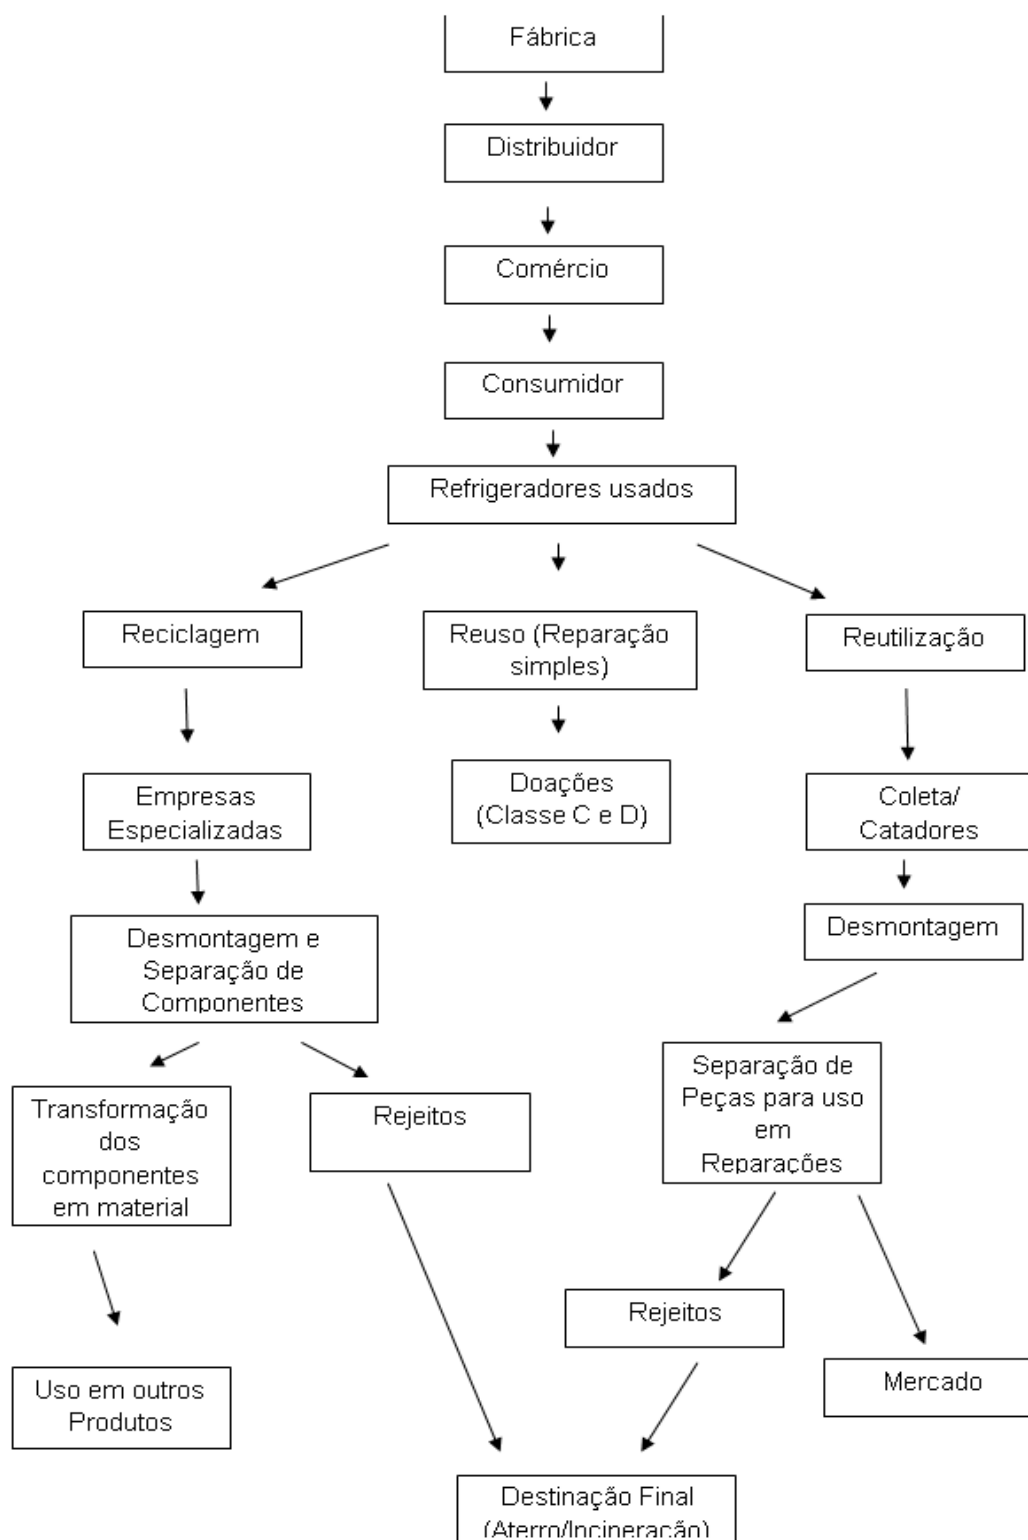 Fábrica
Distribuidor
Comércio
Consumidor
Refrigeradores usados
Reciclagem
Reuso (Reparação
simples)
Reutilização
Empresas
Especializadas
Doações
(Classe C e D)
Coleta/
Catadores
Desmontagem e
Separação de
Componentes
Desmontagem
Transformação
dos
componentes
em material
Rejeitos
Separação de
Peças para uso
em
Reparações
Rejeitos
Uso em outros
Produtos
Mercado
Destinação Final
(Aterro/Incineração)